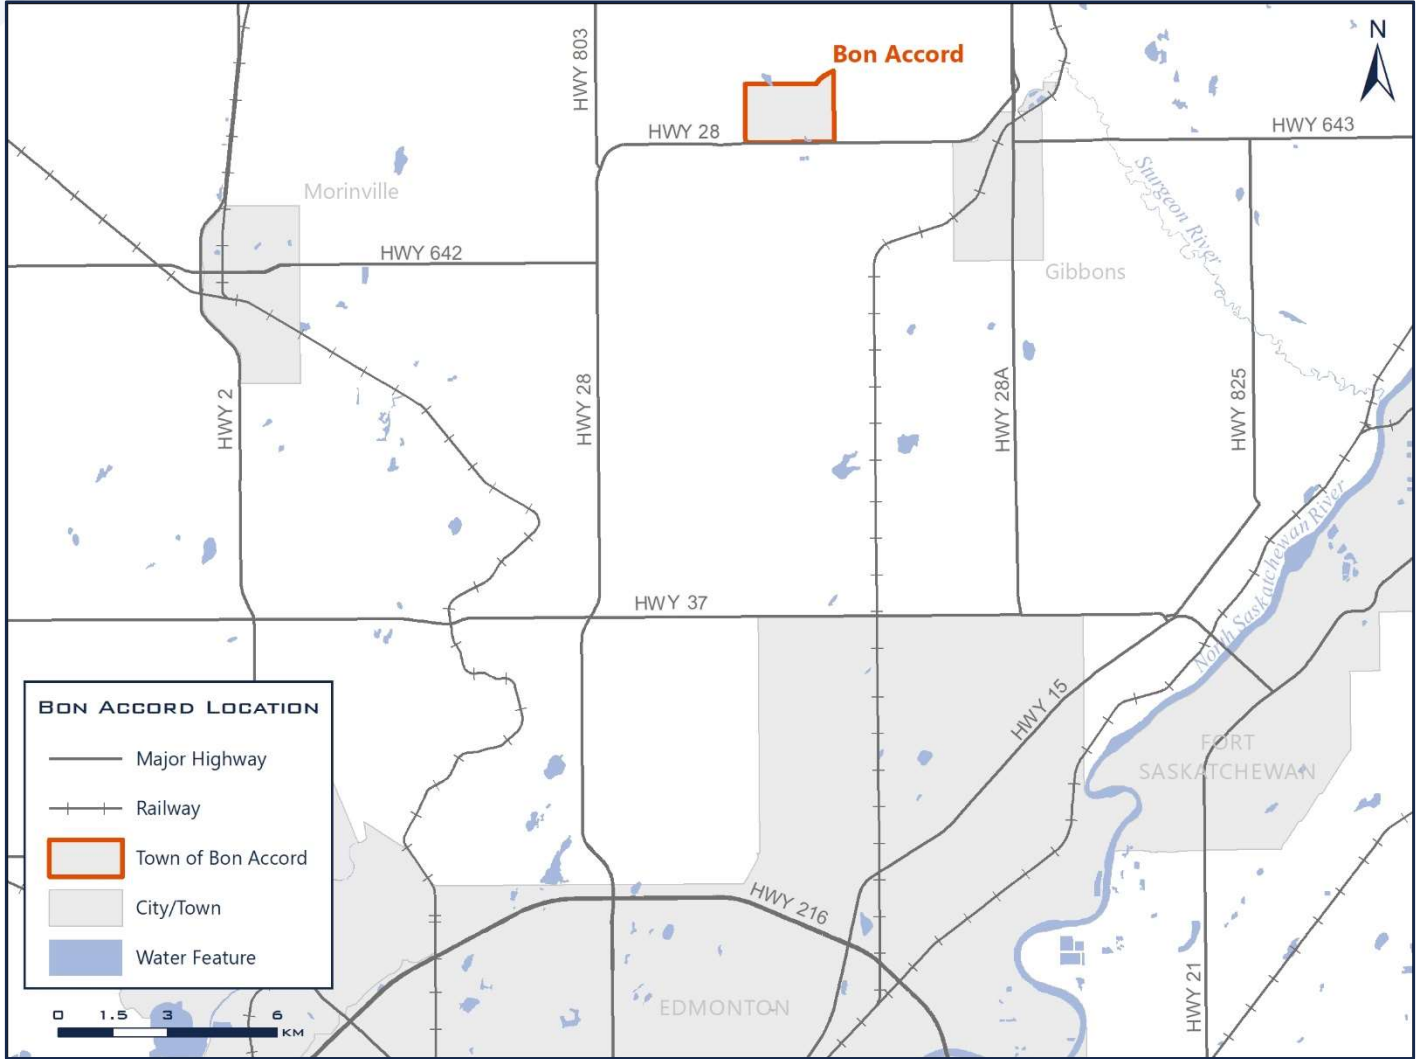 N
Bon Accord
HWY 803
HWY 28
HWY 643
Morinville
Sturgeon River
HWY 642
Gibbons
HWY 2
HWY 28
HWY 28A
HWY 825
North Saskatchewan River
HWY 37
HWY 15
FORT
SASKATCHEWAN
HWY 216
EDMONTON
HWY 21
BON ACCORD LOCATION
Major Highway
Railway
Town of Bon Accord
City/Town
Water Feature
0 1.5 3 6
KM